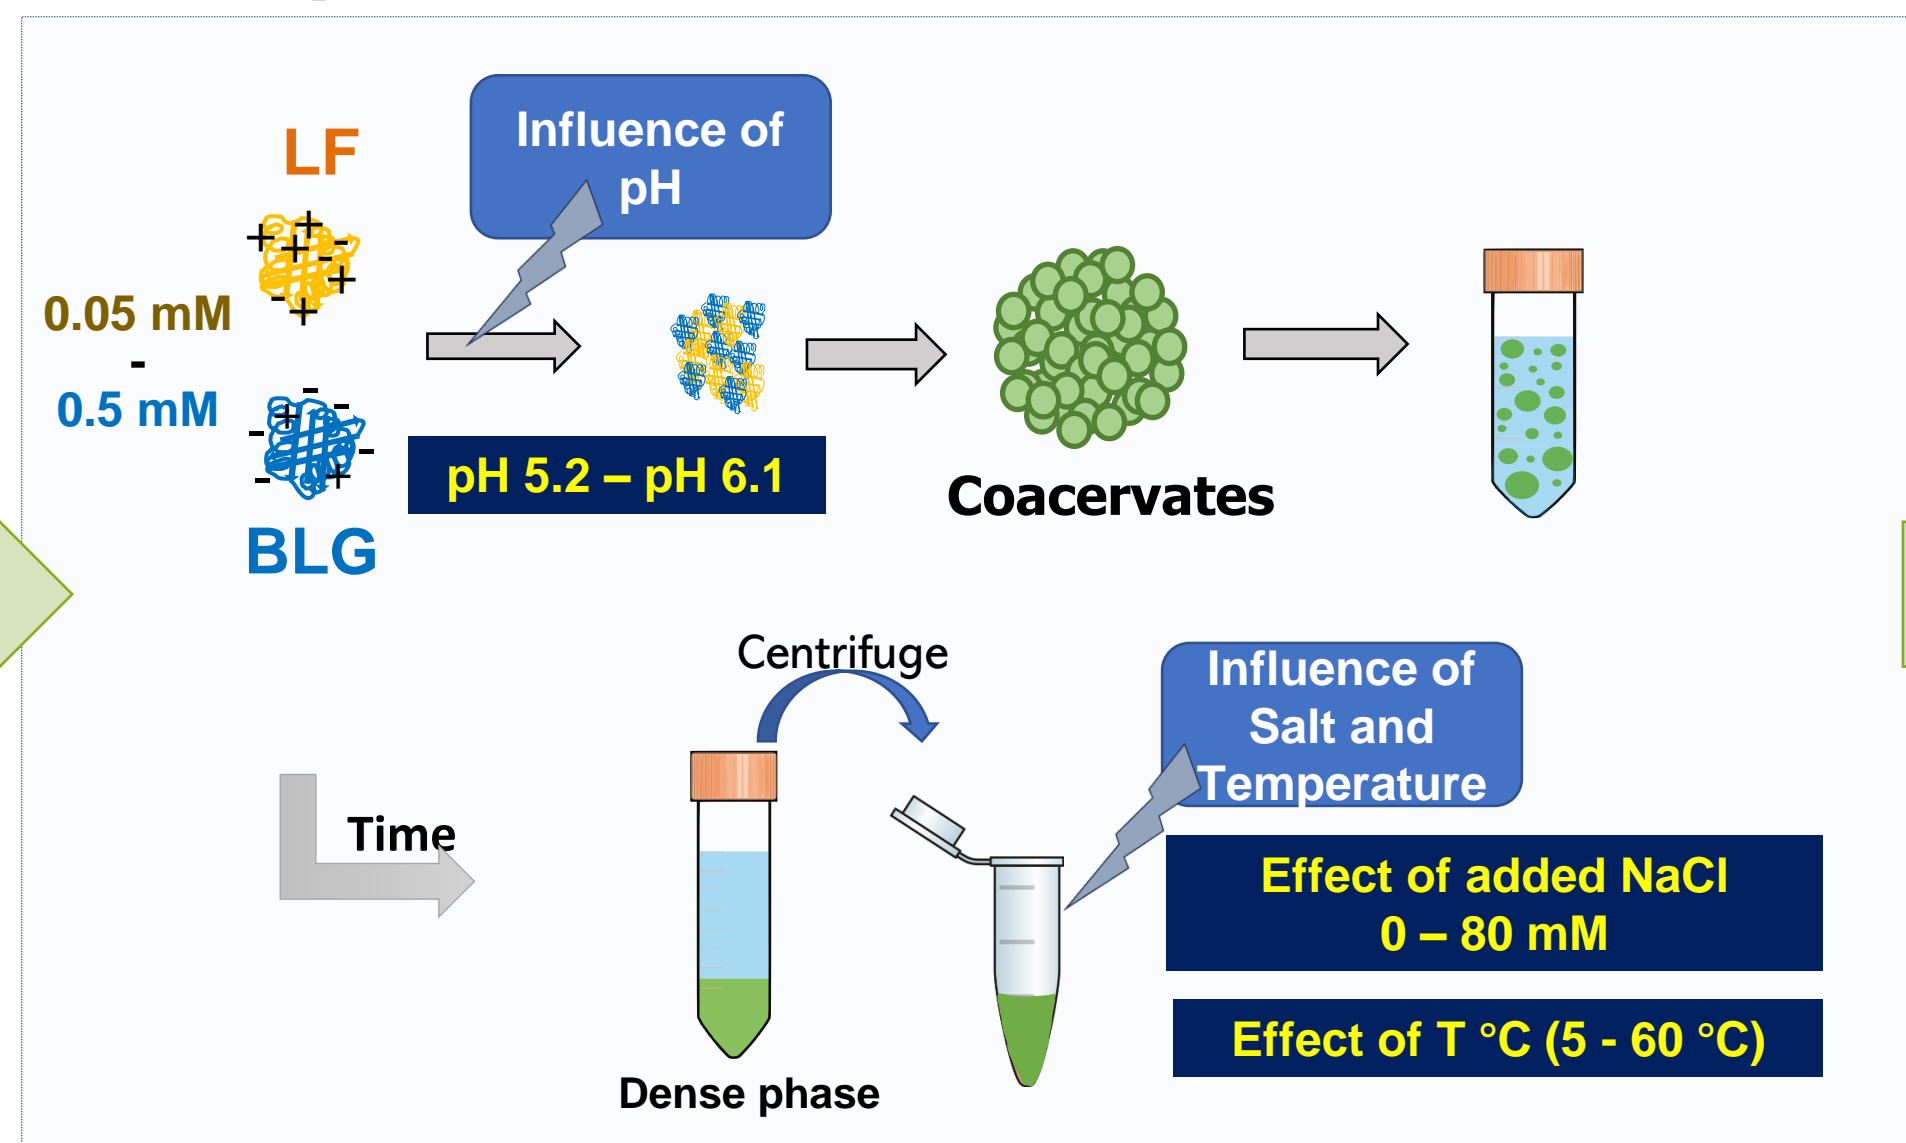 Influence of
pH
LF
0.05 mM
-
0.5 mM
BLG
pH 5.2 – pH 6.1
Coacervates
Centrifuge
Influence of
Salt and
Temperature
Time
Effect of added NaCl
0 – 80 mM
Effect of T °C (5 - 60 °C)
Dense phase